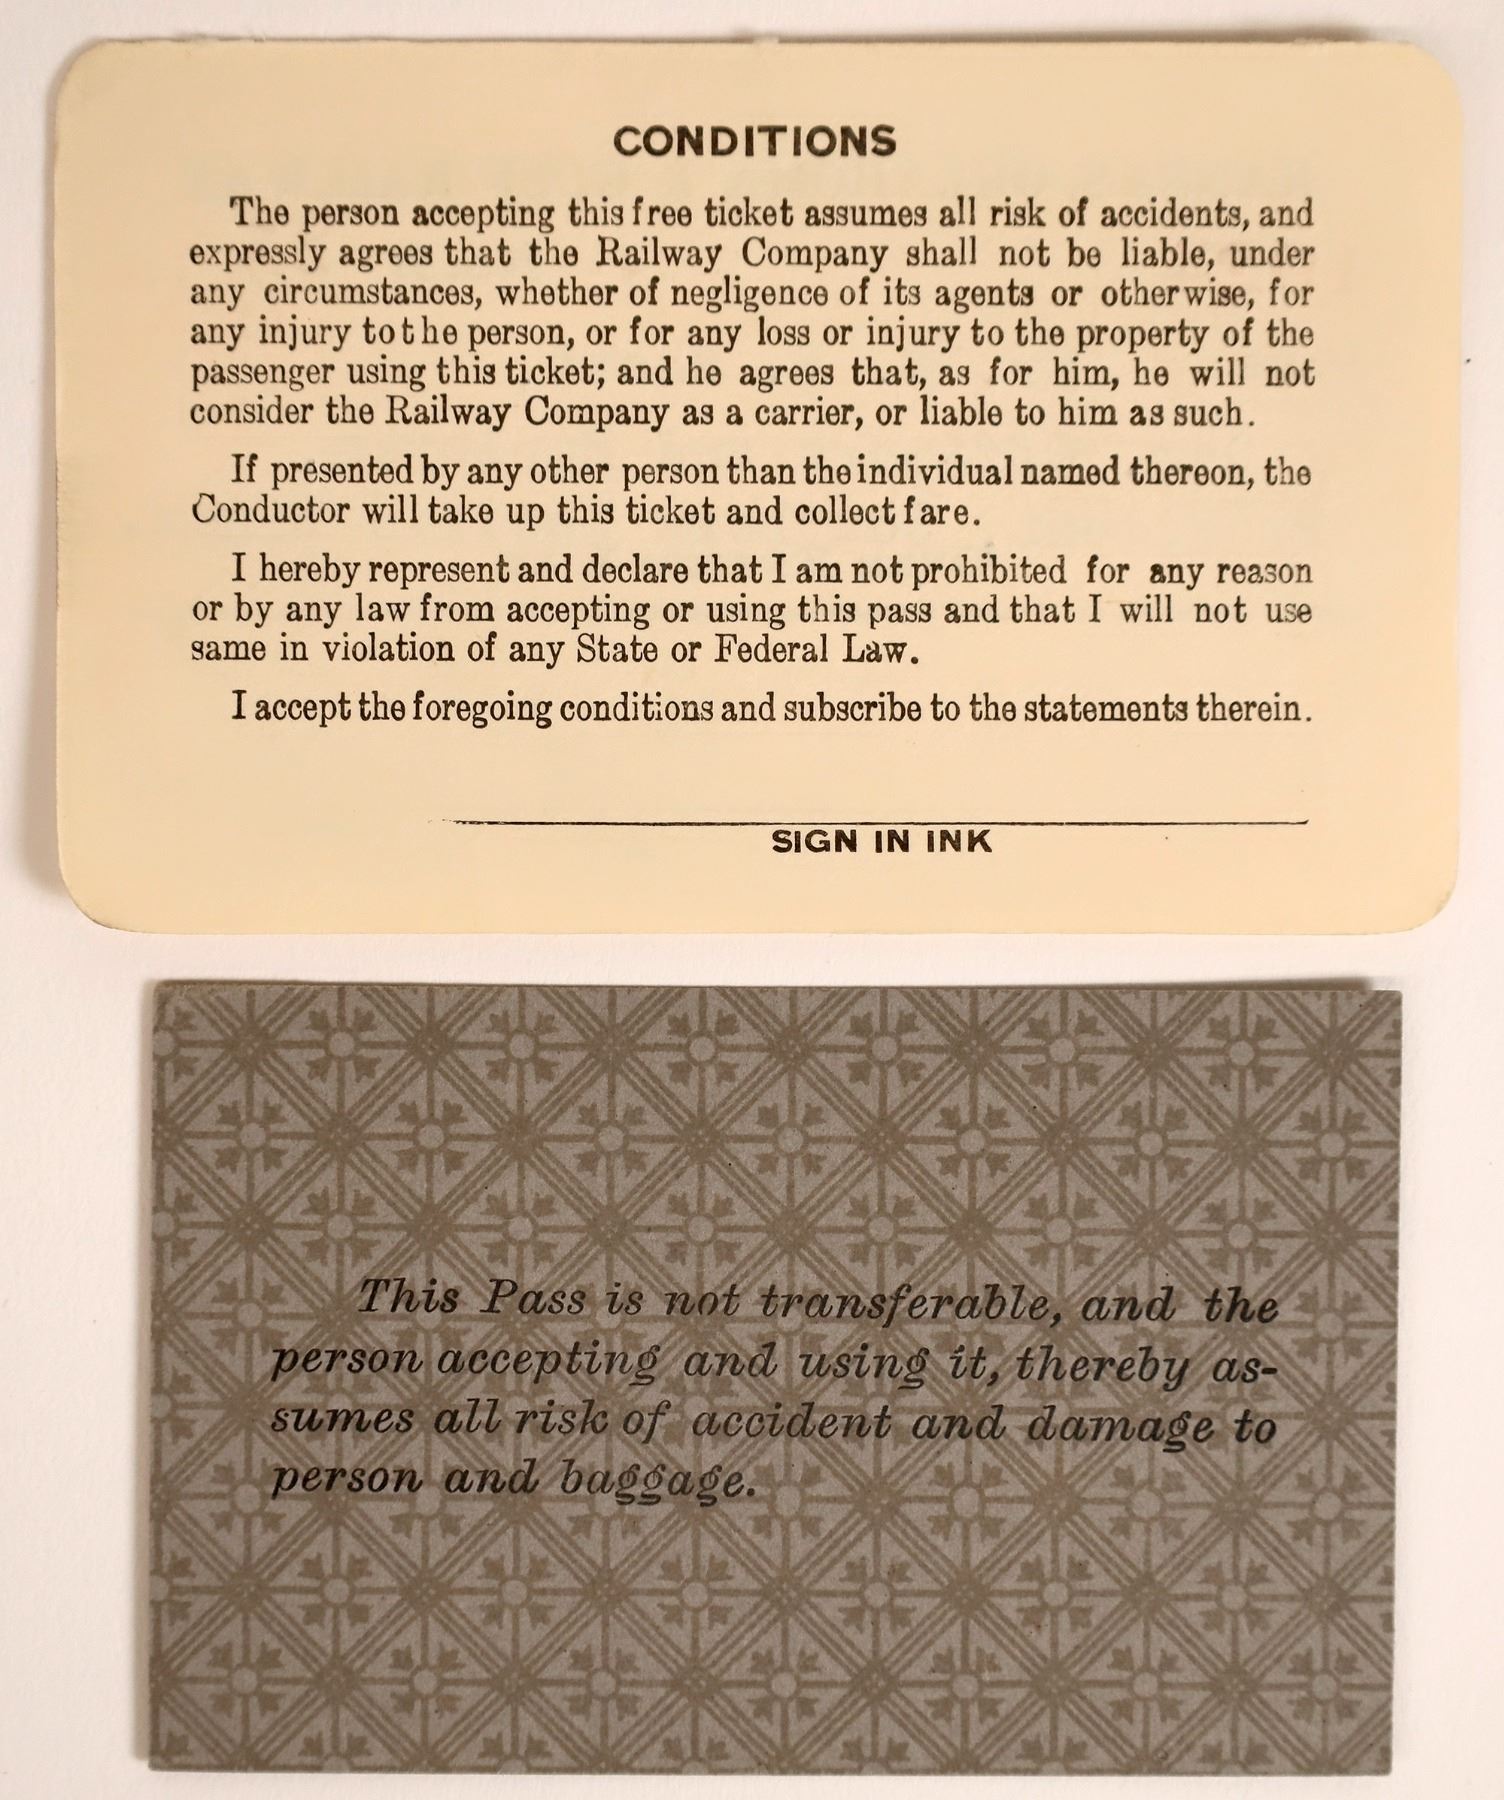 CONDITIONS
The person accepting this free ticket assumes all risk of accidents, and
expressly agrees that the Railway Company shall not be liable, under
any circumstances, whether of negligence of its agents or otherwise, for
any injury to the person, or for any loss or injury to the property of the
passenger using this ticket; and he agrees that, as for him, he will not
consider the Railway Company as a carrier, or liable to him as such.
If presented by any other person than the individual named thereon, the
Conductor will take up this ticket and collect fare.
I hereby represent and declare that I am not prohibited for any reason
or by any law from accepting or using this pass and that I will not use
same in violation of any State or Federal Law.
I accept the foregoing conditions and subscribe to the statements therein.
SIGN IN INK
This Pass is not transferable, and the
person accepting and using it, thereby as-
sumes all risk of accident and damage to
person and baggage.